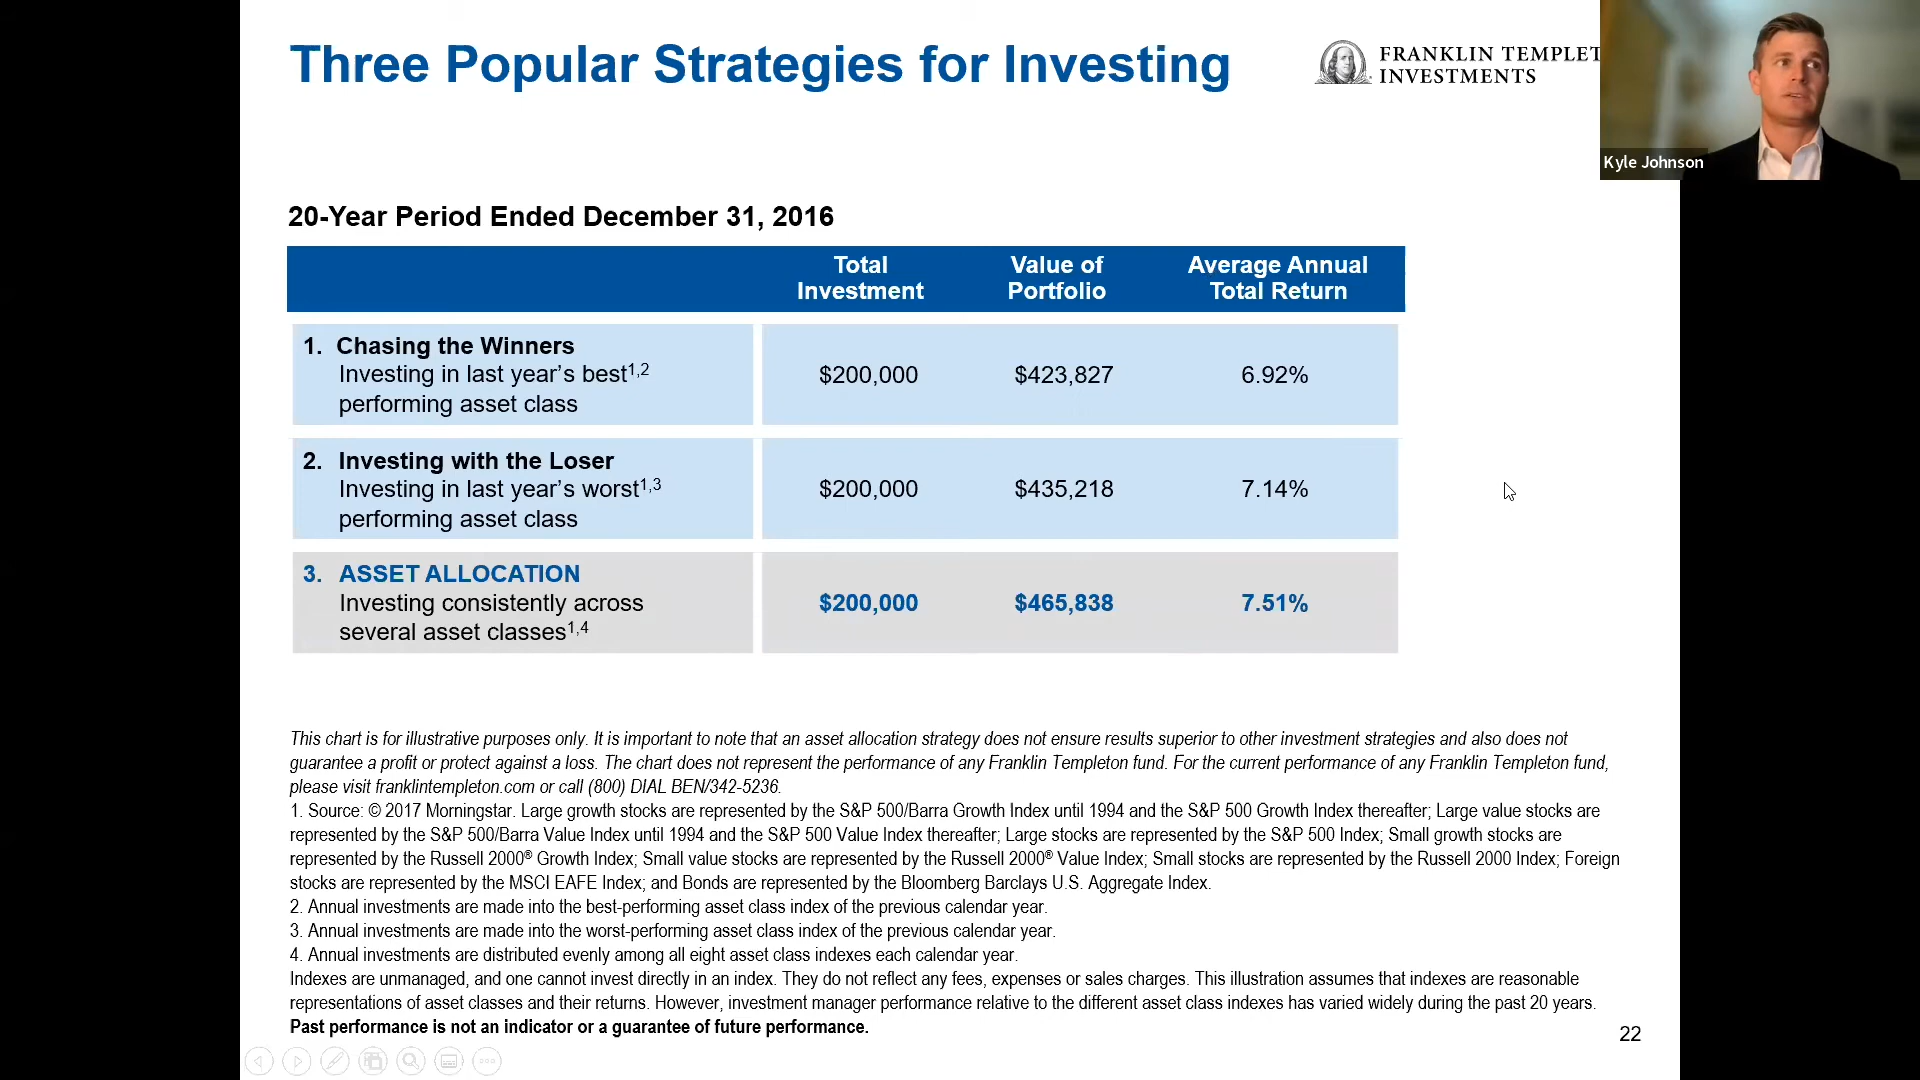 Three Popular Strategies for Investing
FRANKLIN TEMPLET
INVESTMENTS
Kyle Johnson
20-Year Period Ended December 31, 2016
Total Investment
Value of Portfolio
Average Annual Total Return
1. Chasing the Winners
Investing in last year’s best1,2
performing asset class
$200,000 $423,827 6.92%
2. Investing with the Loser
Investing in last year’s worst1,3
performing asset class
$200,000 $435,218 7.14%
3. ASSET ALLOCATION
Investing consistently across
several asset classes1,4
$200,000 $465,838 7.51%
This chart is for illustrative purposes only. It is important to note that an asset allocation strategy does not ensure results superior to other investment strategies and also does not
guarantee a profit or protect against a loss. The chart does not represent the performance of any Franklin Templeton fund. For the current performance of any Franklin Templeton fund,
please visit franklintempleton.com or call (800) DIAL BEN/342-5236.
1. Source: © 2017 Morningstar. Large growth stocks are represented by the S&P 500/Barra Growth Index until 1994 and the S&P 500 Growth Index thereafter; Large value stocks are
represented by the S&P 500/Barra Value Index until 1994 and the S&P 500 Value Index thereafter; Large stocks are represented by the S&P 500 Index; Small growth stocks are
represented by the Russell 2000® Growth Index; Small value stocks are represented by the Russell 2000® Value Index; Small stocks are represented by the Russell 2000 Index; Foreign
stocks are represented by the MSCI EAFE Index; and Bonds are represented by the Bloomberg Barclays U.S. Aggregate Index.
2. Annual investments are made into the best-performing asset class index of the previous calendar year.
3. Annual investments are made into the worst-performing asset class index of the previous calendar year.
4. Annual investments are distributed evenly among all eight asset class indexes each calendar year.
Indexes are unmanaged, and one cannot invest directly in an index. They do not reflect any fees, expenses or sales charges. This illustration assumes that indexes are reasonable
representations of asset classes and their returns. However, investment manager performance relative to the different asset class indexes has varied widely during the past 20 years.
Past performance is not an indicator or a guarantee of future performance.
22